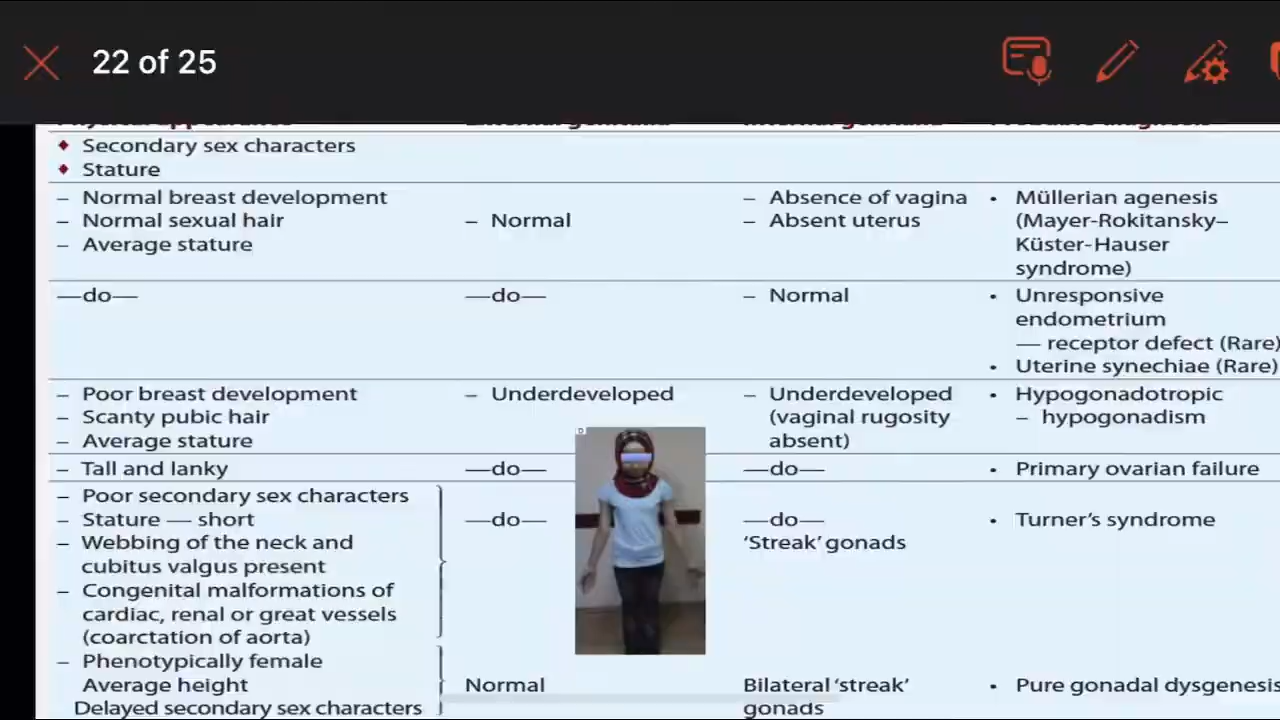 22 of 25
♦ Secondary sex characters
♦ Stature
– Normal breast development
– Normal sexual hair
– Average stature
– Normal
– Absence of vagina
– Absent uterus
• Müllerian agenesis
(Mayer-Rokitansky–
Küster-Hauser
syndrome)
—do—
—do—
– Normal
• Unresponsive
endometrium
— receptor defect (Rare)
• Uterine synechiae (Rare)
– Poor breast development
– Scanty pubic hair
– Average stature
– Underdeveloped
– Underdeveloped
(vaginal rugosity
absent)
• Hypogonadotropic
– hypogonadism
– Tall and lanky
—do—
—do—
• Primary ovarian failure
– Poor secondary sex characters
– Stature — short
– Webbing of the neck and
cubitus valgus present
– Congenital malformations of
cardiac, renal or great vessels
(coarctation of aorta)
—do—
—do—
‘Streak’ gonads
• Turner’s syndrome
– Phenotypically female
Average height
Delayed secondary sex characters
Normal
Bilateral ‘streak’
gonads
• Pure gonadal dysgenesis
D